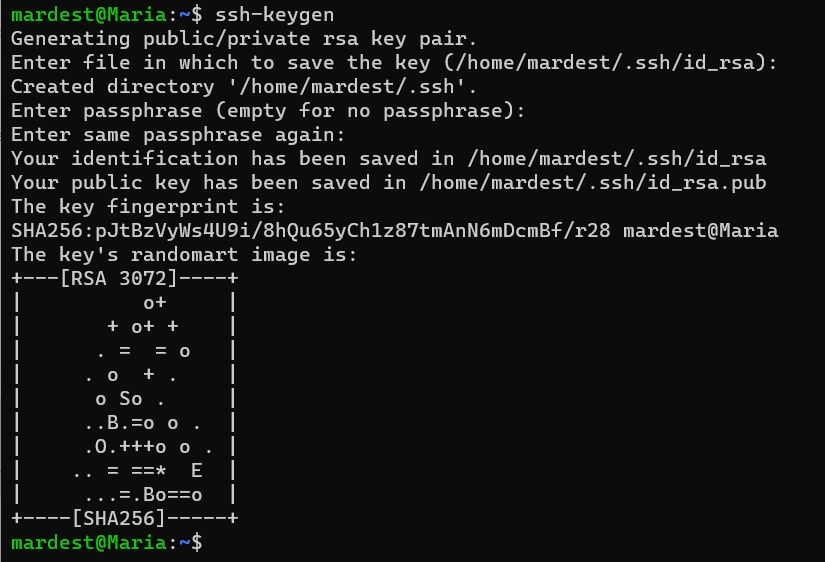 mardest@Maria:~$ ssh-keygen
Generating public/private rsa key pair.
Enter file in which to save the key (/home/mardest/.ssh/id_rsa):
Created directory '/home/mardest/.ssh'.
Enter passphrase (empty for no passphrase):
Enter same passphrase again:
Your identification has been saved in /home/mardest/.ssh/id_rsa
Your public key has been saved in /home/mardest/.ssh/id_rsa.pub
The key fingerprint is:
SHA256:pJtBzVyWs4U9i/8hQu65yCh1z87tmAnN6mDcmBf/r28 mardest@Maria
The key's randomart image is:
+---[RSA 3072]----+
|          o+     |
|       + o+ +    |
|      . =  = o   |
|     . o  + .    |
|      o So .     |
|     ..B.=o o .  |
|     .O.+++o o . |
|    .. = ==*  E  |
|     ...=.Bo==o  |
+----[SHA256]-----+
mardest@Maria:~$